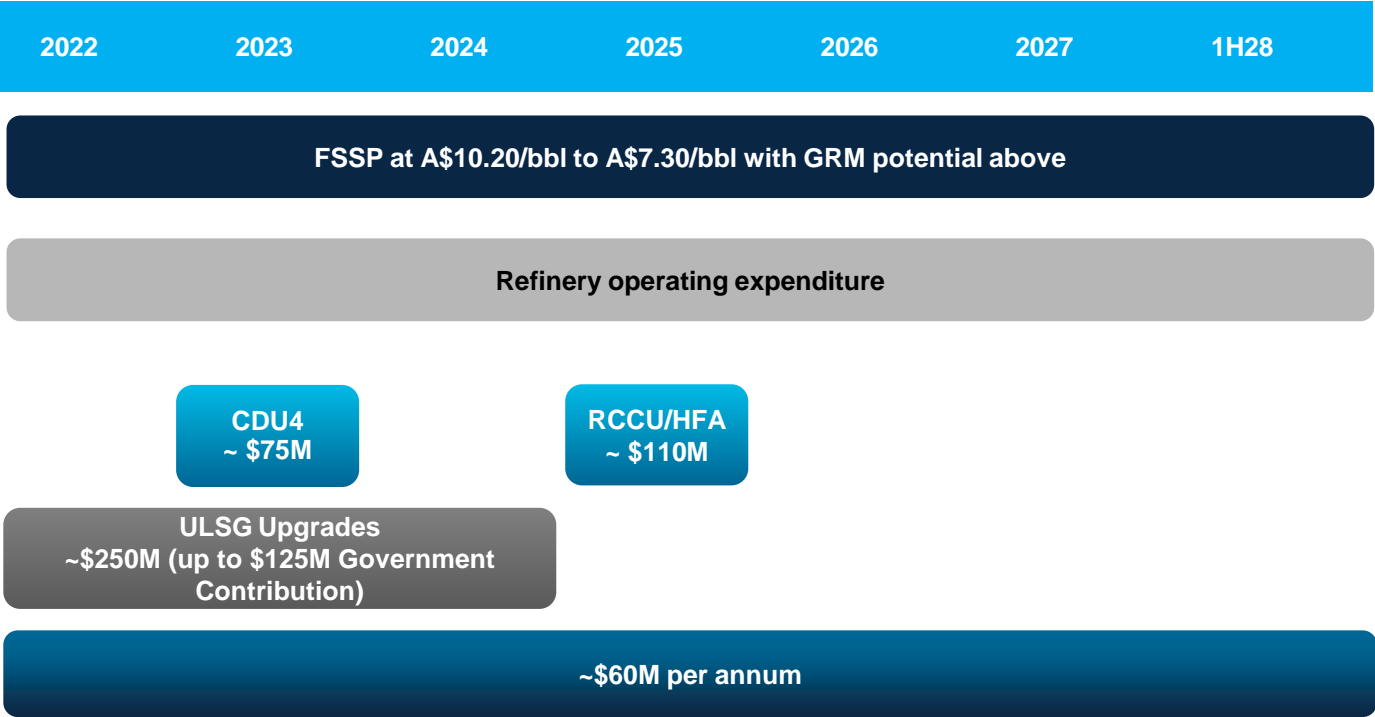 2022 2023 2024 2025 2026 2027 1H28
FSSP at A$10.20/bbl to A$7.30/bbl with GRM potential above
Refinery operating expenditure
CDU4
~ $75M
RCCU/HFA
~ $110M
ULSG Upgrades
~$250M (up to $125M Government
Contribution)
~$60M per annum